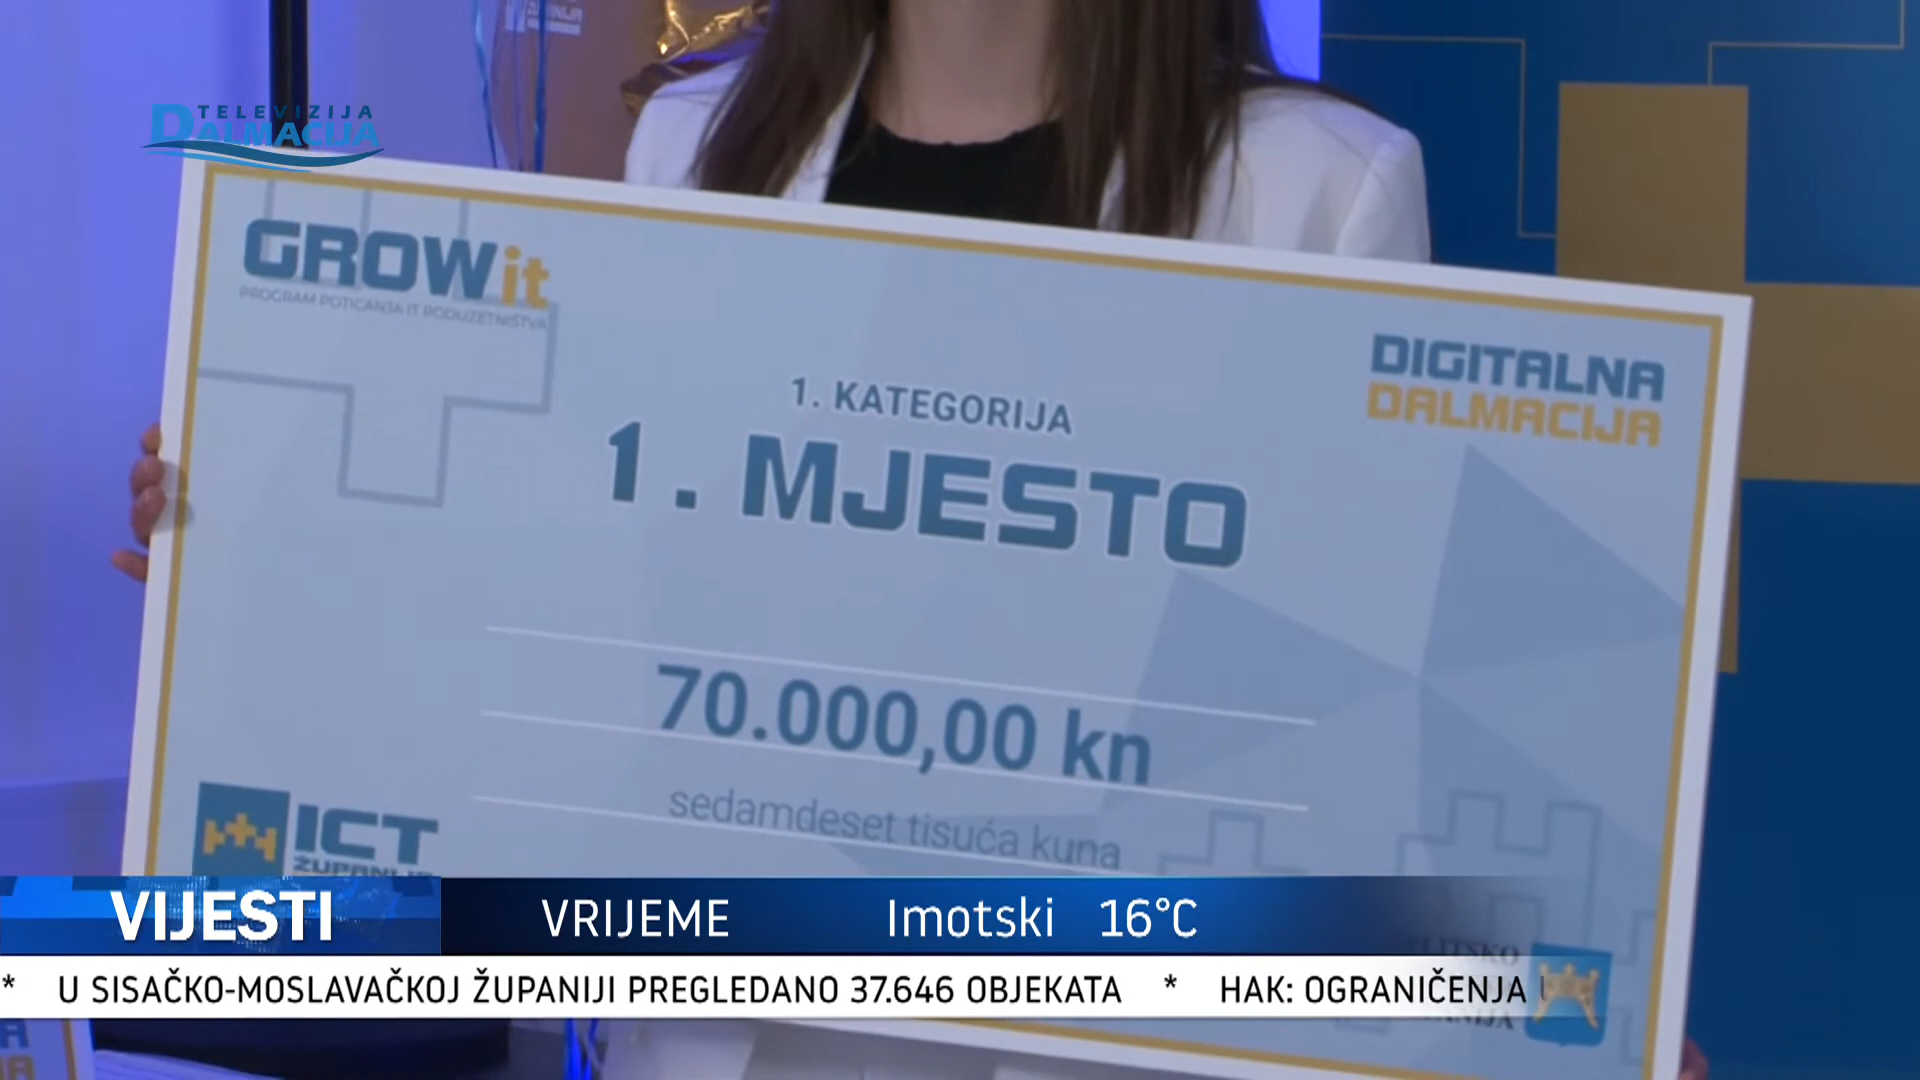 TELEVIZIJA
DALMACIJA
GROWit
PROGRAM POTICANJA IT PODUZETNIŠTVA
DIGITALNA
DALMACIJA
1. KATEGORIJA
1. MJESTO
70.000,00 kn
sedamdeset tisuća kuna
ICT
ŽUPANIJA
VIJESTI
VRIJEME Imotski 16°C
* U SISAČKO-MOSLAVAČKOJ ŽUPANIJI PREGLEDANO 37.646 OBJEKATA * HAK: OGRANIČENJA